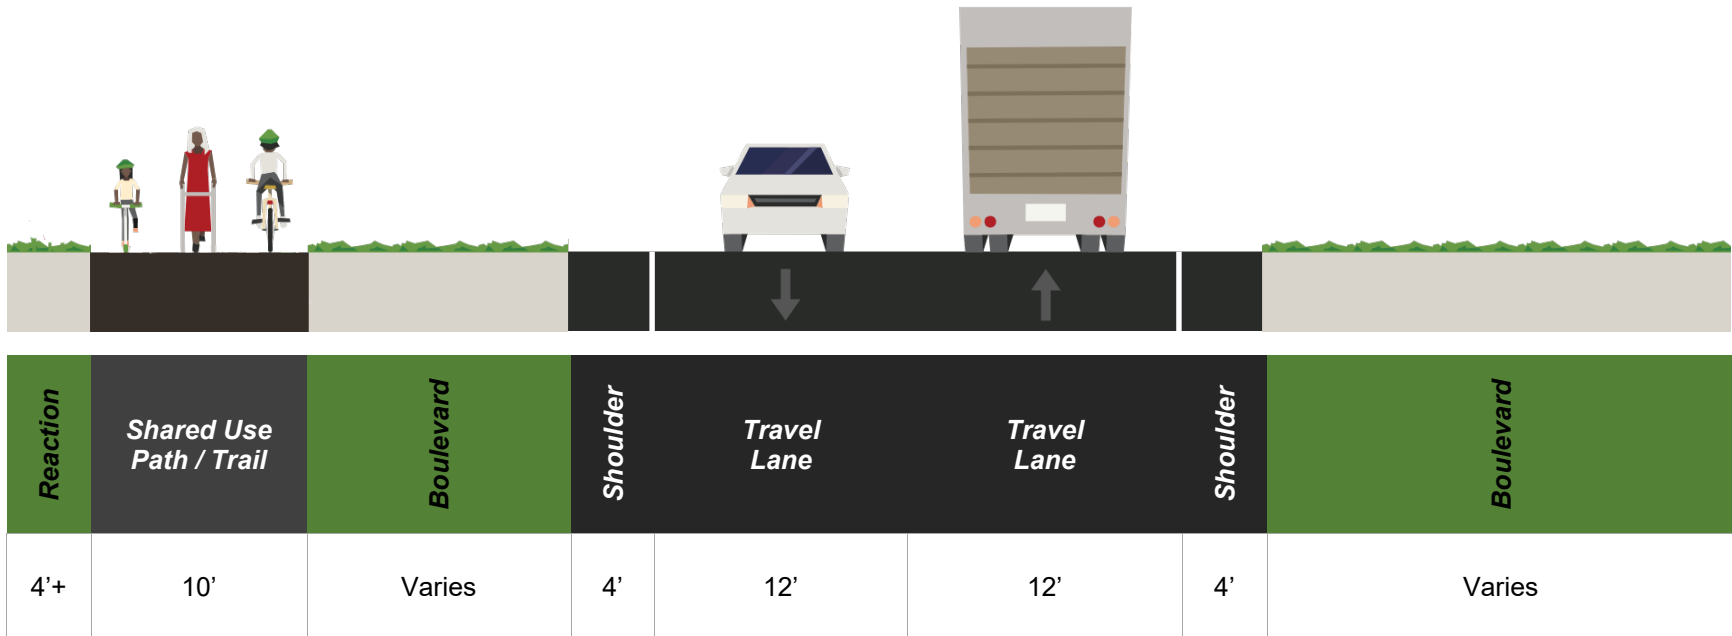 Reaction
Shared Use
Path / Trail
Boulevard
Shoulder
Travel
Lane
Travel
Lane
Shoulder
Boulevard
4’+
10’
Varies
4’
12’
12’
4’
Varies